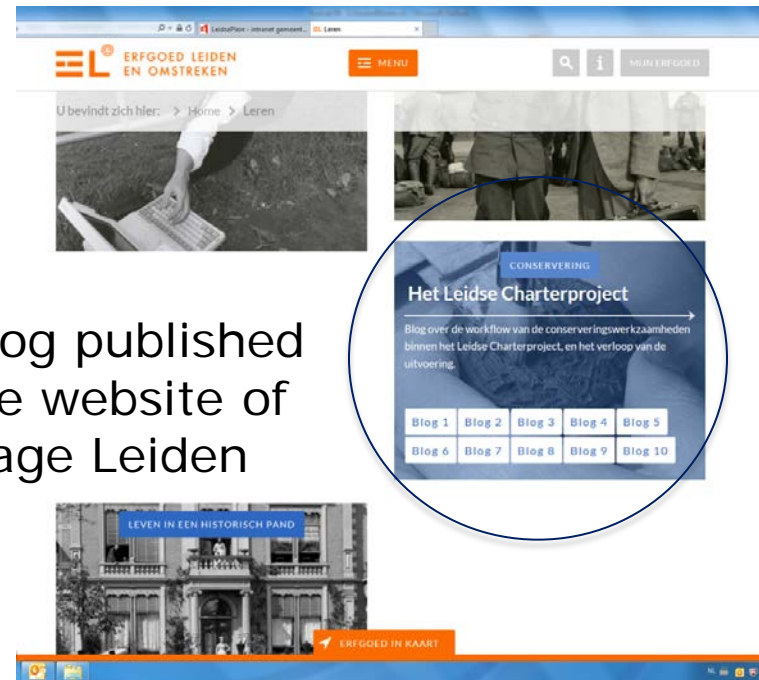 LeidsePlein - intranet gemeent...
EL Leren
EL
ERFGOED LEIDEN
EN OMSTREKEN
MENU
i
MIJN ERFGOED
U bevindt zich hier: > Home > Leren
CONSERVERING
Het Leidse Charterproject
Blog over de workflow van de conserveringswerkzaamheden
binnen het Leidse Charterproject, en het verloop van de
uitvoering.
Blog 1 Blog 2 Blog 3 Blog 4 Blog 5
Blog 6 Blog 7 Blog 8 Blog 9 Blog 10
og published
e website of
age Leiden
LEVEN IN EEN HISTORISCH PAND
ERFGOED IN KAART
NL